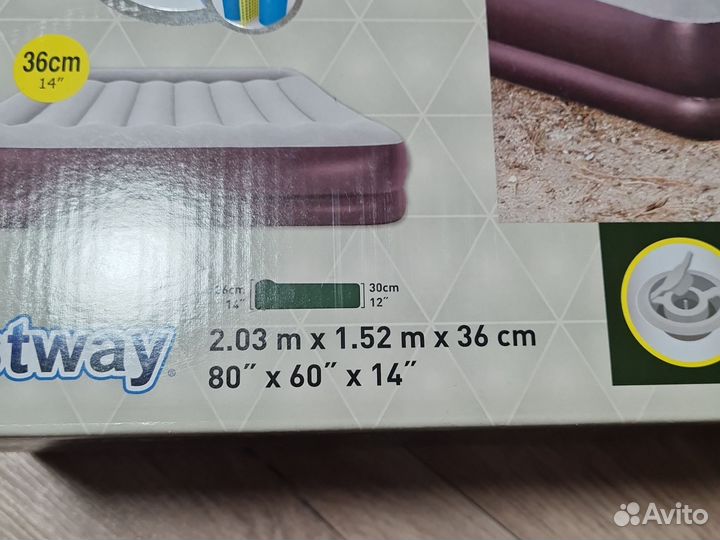 36cm
14"
36cm
14"
30cm
12"
stway
2.03 m x 1.52 m x 36 cm
80" x 60" x 14"
Avito